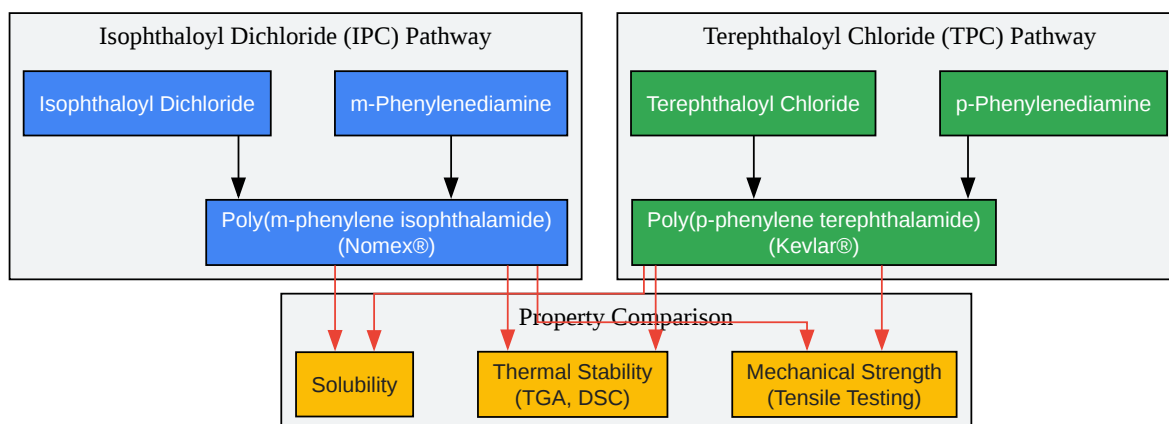 Isophthaloyl Dichloride (IPC) Pathway
Terephthaloyl Chloride (TPC) Pathway
Isophthaloyl Dichloride
m-Phenylenediamine
Terephthaloyl Chloride
p-Phenylenediamine
Poly(m-phenylene isophthalamide)
(Nomex®)
Poly(p-phenylene terephthalamide)
(Kevlar®)
Property Comparison
Solubility
Thermal Stability
(TGA, DSC)
Mechanical Strength
(Tensile Testing)